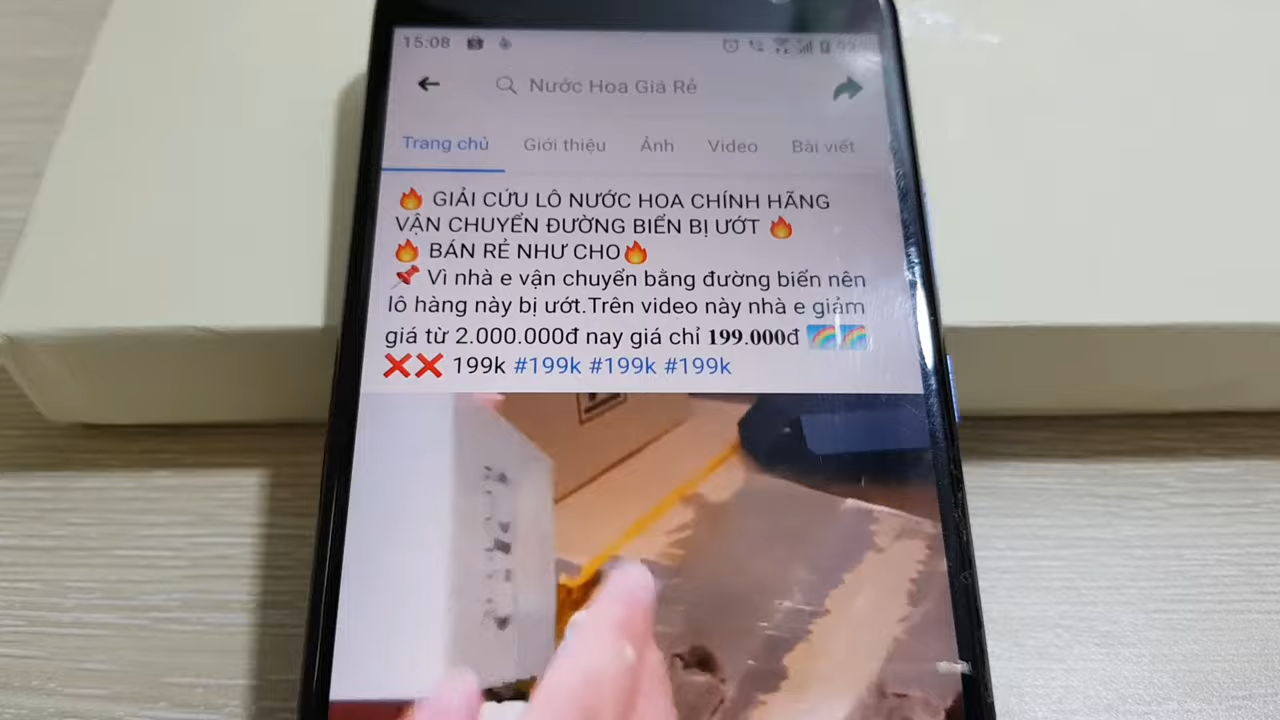 15:08
Nước Hoa Giá Rẻ
Trang chủ Giới thiệu Ảnh Video Bài viết
🔥 GIẢI CỨU LÔ NƯỚC HOA CHÍNH HÃNG
VẬN CHUYỂN ĐƯỜNG BIỂN BỊ ƯỚT 🔥
🔥 BÁN RẺ NHƯ CHO🔥
📌 Vì nhà e vận chuyển bằng đường biển nên
lô hàng này bị ướt.Trên video này nhà e giảm
giá từ 2.000.000đ nay giá chỉ 𝟏𝟗𝟗.𝟎𝟎𝟎đ 🌈🌈
❌❌ 199k #199k #199k #199k